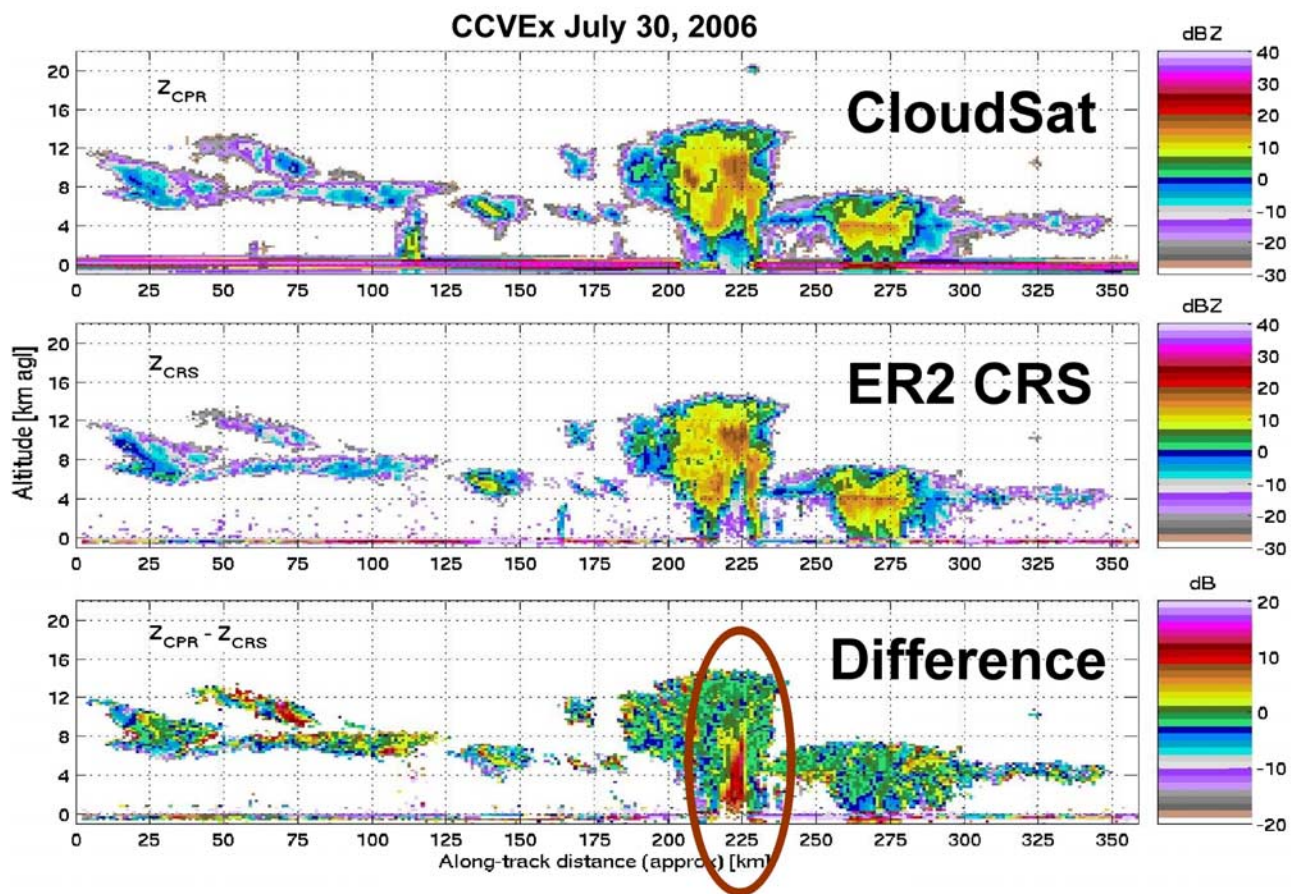 CCVEx July 30, 2006
dBZ
22
20
16
12
8
4
0
Z_CPR
CloudSat
40
30
20
10
0
-10
-20
-30
0 25 50 75 100 125 150 175 200 225 250 275 300 325 350
dBZ
Altitude [km agl]
20
16
12
8
4
0
Z_CRS
ER2 CRS
40
30
20
10
0
-10
-20
-30
0 25 50 75 100 125 150 175 200 225 250 275 300 325 350
dB
20
16
12
8
4
0
Z_CPR - Z_CRS
Difference
20
10
0
-10
-20
0 25 50 75 100 125 150 175 200 225 250 275 300 325 350
Along-track distance (approx) [km]